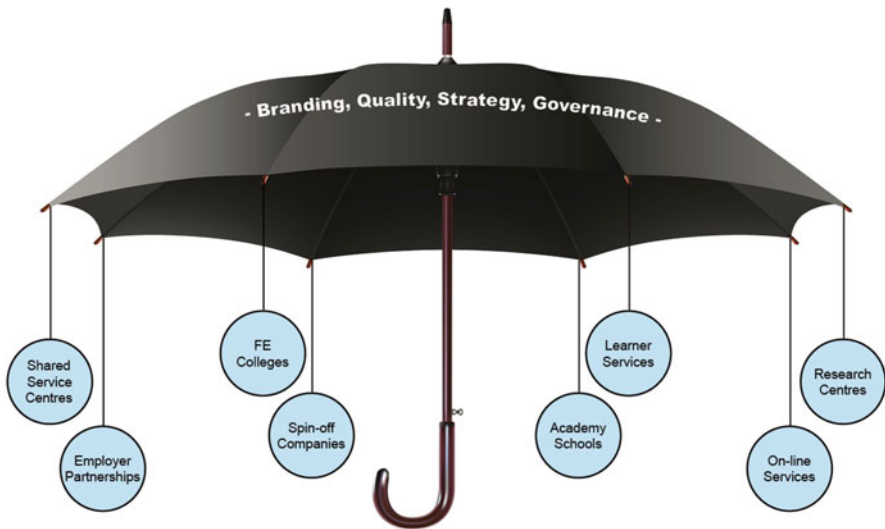 - Branding, Quality, Strategy, Governance -
Shared
Service
Centres
Employer
Partnerships
FE
Colleges
Spin-off
Companies
Academy
Schools
Learner
Services
On-line
Services
Research
Centres